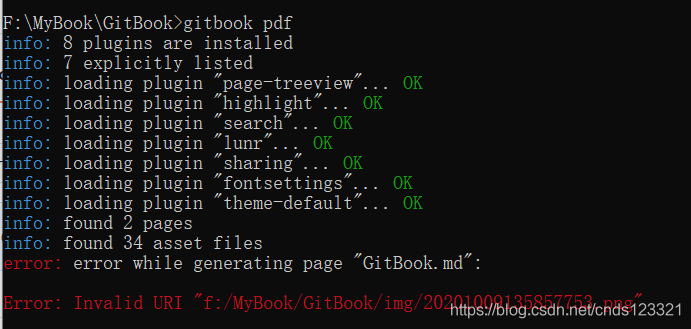 F:\MyBook\GitBook>gitbook pdf
info: 8 plugins are installed
info: 7 explicitly listed
info: loading plugin "page-treeview"... OK
info: loading plugin "highlight"... OK
info: loading plugin "search"... OK
info: loading plugin "lunr"... OK
info: loading plugin "sharing"... OK
info: loading plugin "fontsettings"... OK
info: loading plugin "theme-default"... OK
info: found 2 pages
info: found 34 asset files
error: error while generating page "GitBook.md":
Error: Invalid URI "f:/MyBook/GitBook/img/20201009135857753.png"
https://blog.csdn.net/cnds123321